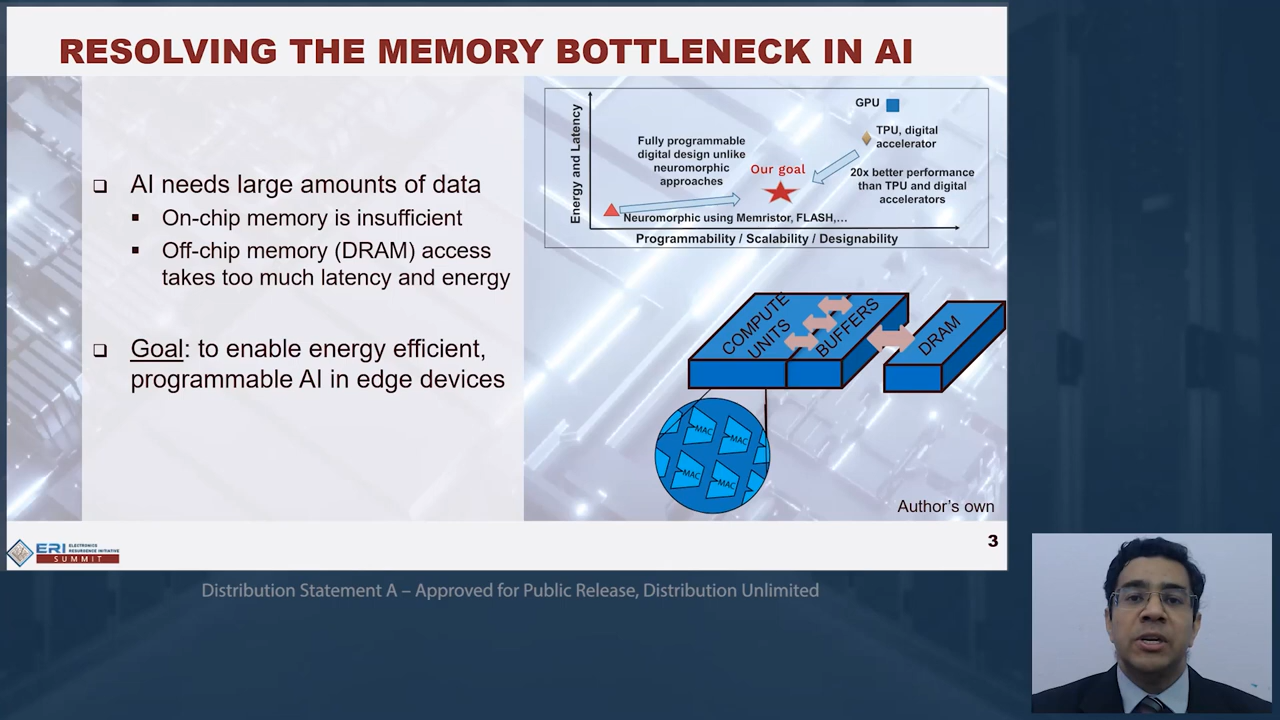 RESOLVING THE MEMORY BOTTLENECK IN AI
❑ AI needs large amounts of data
▪ On-chip memory is insufficient
▪ Off-chip memory (DRAM) access
takes too much latency and energy
❑ Goal: to enable energy efficient,
programmable AI in edge devices
Energy and Latency
GPU
TPU, digital
accelerator
Fully programmable
digital design unlike
neuromorphic
approaches
Our goal
20x better performance
than TPU and digital
accelerators
Neuromorphic using Memristor, FLASH,…
Programmability / Scalability / Designability
COMPUTE
UNITS
BUFFERS
DRAM
MAC
MAC
MAC
MAC
Author's own
ERI ELECTRONICS
RESURGENCE INITIATIVE
SUMMIT
3
Distribution Statement A – Approved for Public Release, Distribution Unlimited